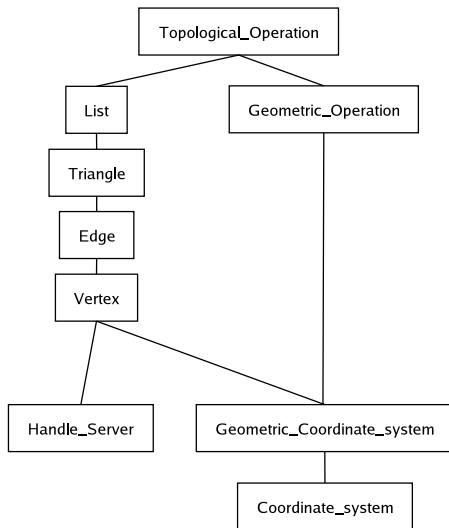 Topological_Operation
List
Geometric_Operation
Triangle
Edge
Vertex
Handle_Server
Geometric_Coordinate_system
Coordinate_system